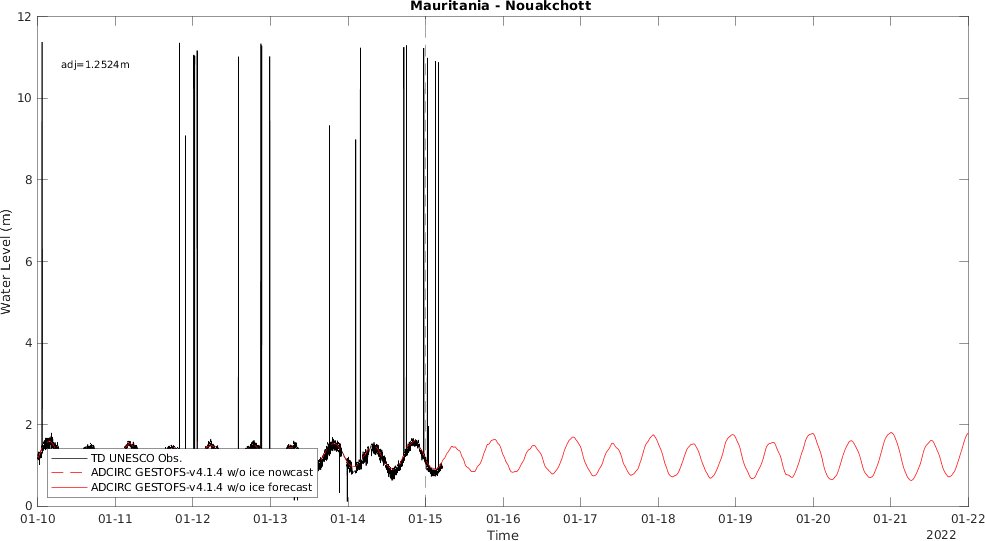 Mauritania - Nouakchott
12
10
8
6
4
2
0
Water Level (m)
adj=1.2524m
TD UNESCO Obs.
ADCIRC GESTOFS-v4.1.4 w/o ice nowcast
ADCIRC GESTOFS-v4.1.4 w/o ice forecast
01-10 01-11 01-12 01-13 01-14 01-15 01-16 01-17 01-18 01-19 01-20 01-21 01-22
Time
2022